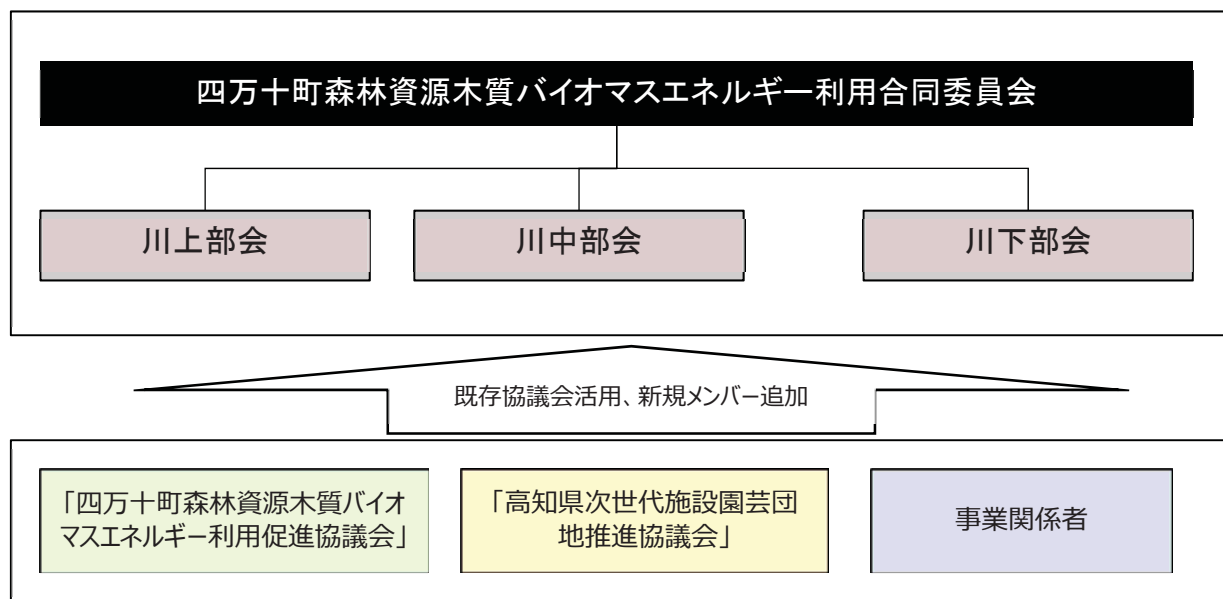 四万十町森林資源木質バイオマスエネルギー利用合同委員会
川上部会
川中部会
川下部会
既存協議会活用、新規メンバー追加
「四万十町森林資源木質バイオ
マスエネルギー利用促進協議会」
「高知県次世代施設園芸団
地推進協議会」
事業関係者